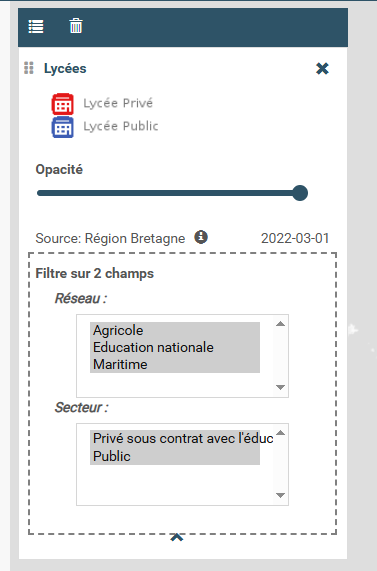 Lycées
Lycée Privé
Lycée Public
Opacité
Source: Région Bretagne 2022-03-01
Filtre sur 2 champs
Réseau :
Agricole
Education nationale
Maritime
Secteur :
Privé sous contrat avec l'éduc
Public